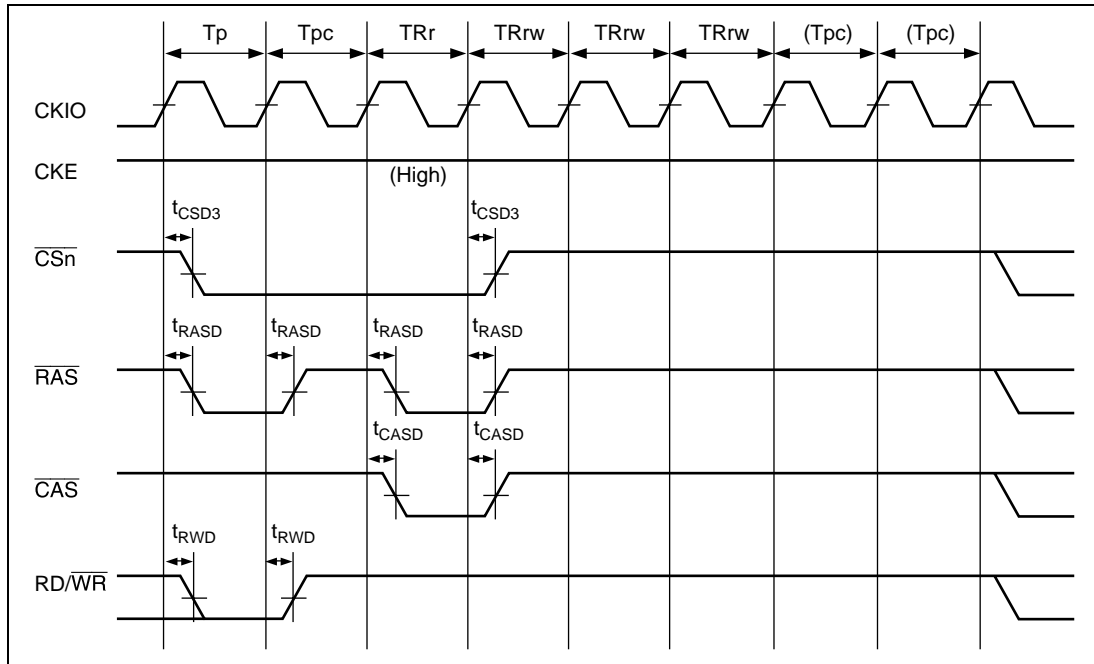 Tp Tpc TRr TRrw TRrw TRrw (Tpc) (Tpc)
CKIO
CKE
(High)
tCSD3 tCSD3
CSn
tRASD tRASD tRASD tRASD
RAS
tCASD tCASD
CAS
tRWD tRWD
RD/WR